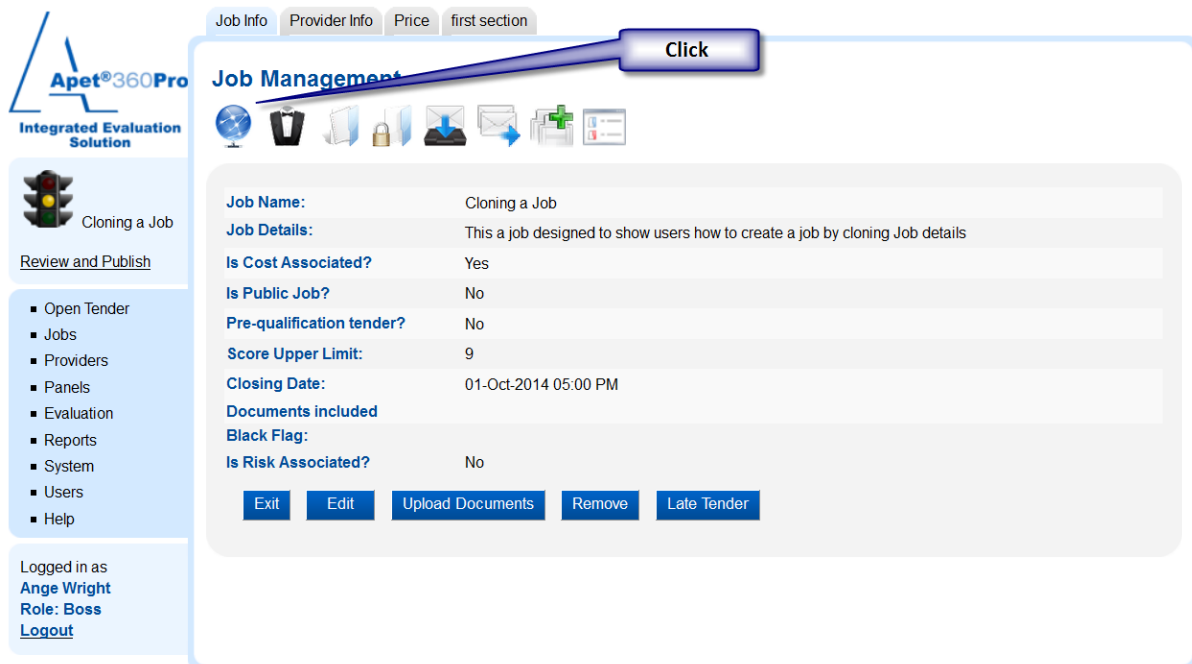 Job Info Provider Info Price first section
Click
Apet®360Pro
Integrated Evaluation
Solution
Job Management
Cloning a Job
Review and Publish
Open Tender
Jobs
Providers
Panels
Evaluation
Reports
System
Users
Help
Logged in as
Ange Wright
Role: Boss
Logout
Job Name: Cloning a Job
Job Details: This a job designed to show users how to create a job by cloning Job details
Is Cost Associated? Yes
Is Public Job? No
Pre-qualification tender? No
Score Upper Limit: 9
Closing Date: 01-Oct-2014 05:00 PM
Documents included
Black Flag:
Is Risk Associated? No
Exit Edit Upload Documents Remove Late Tender